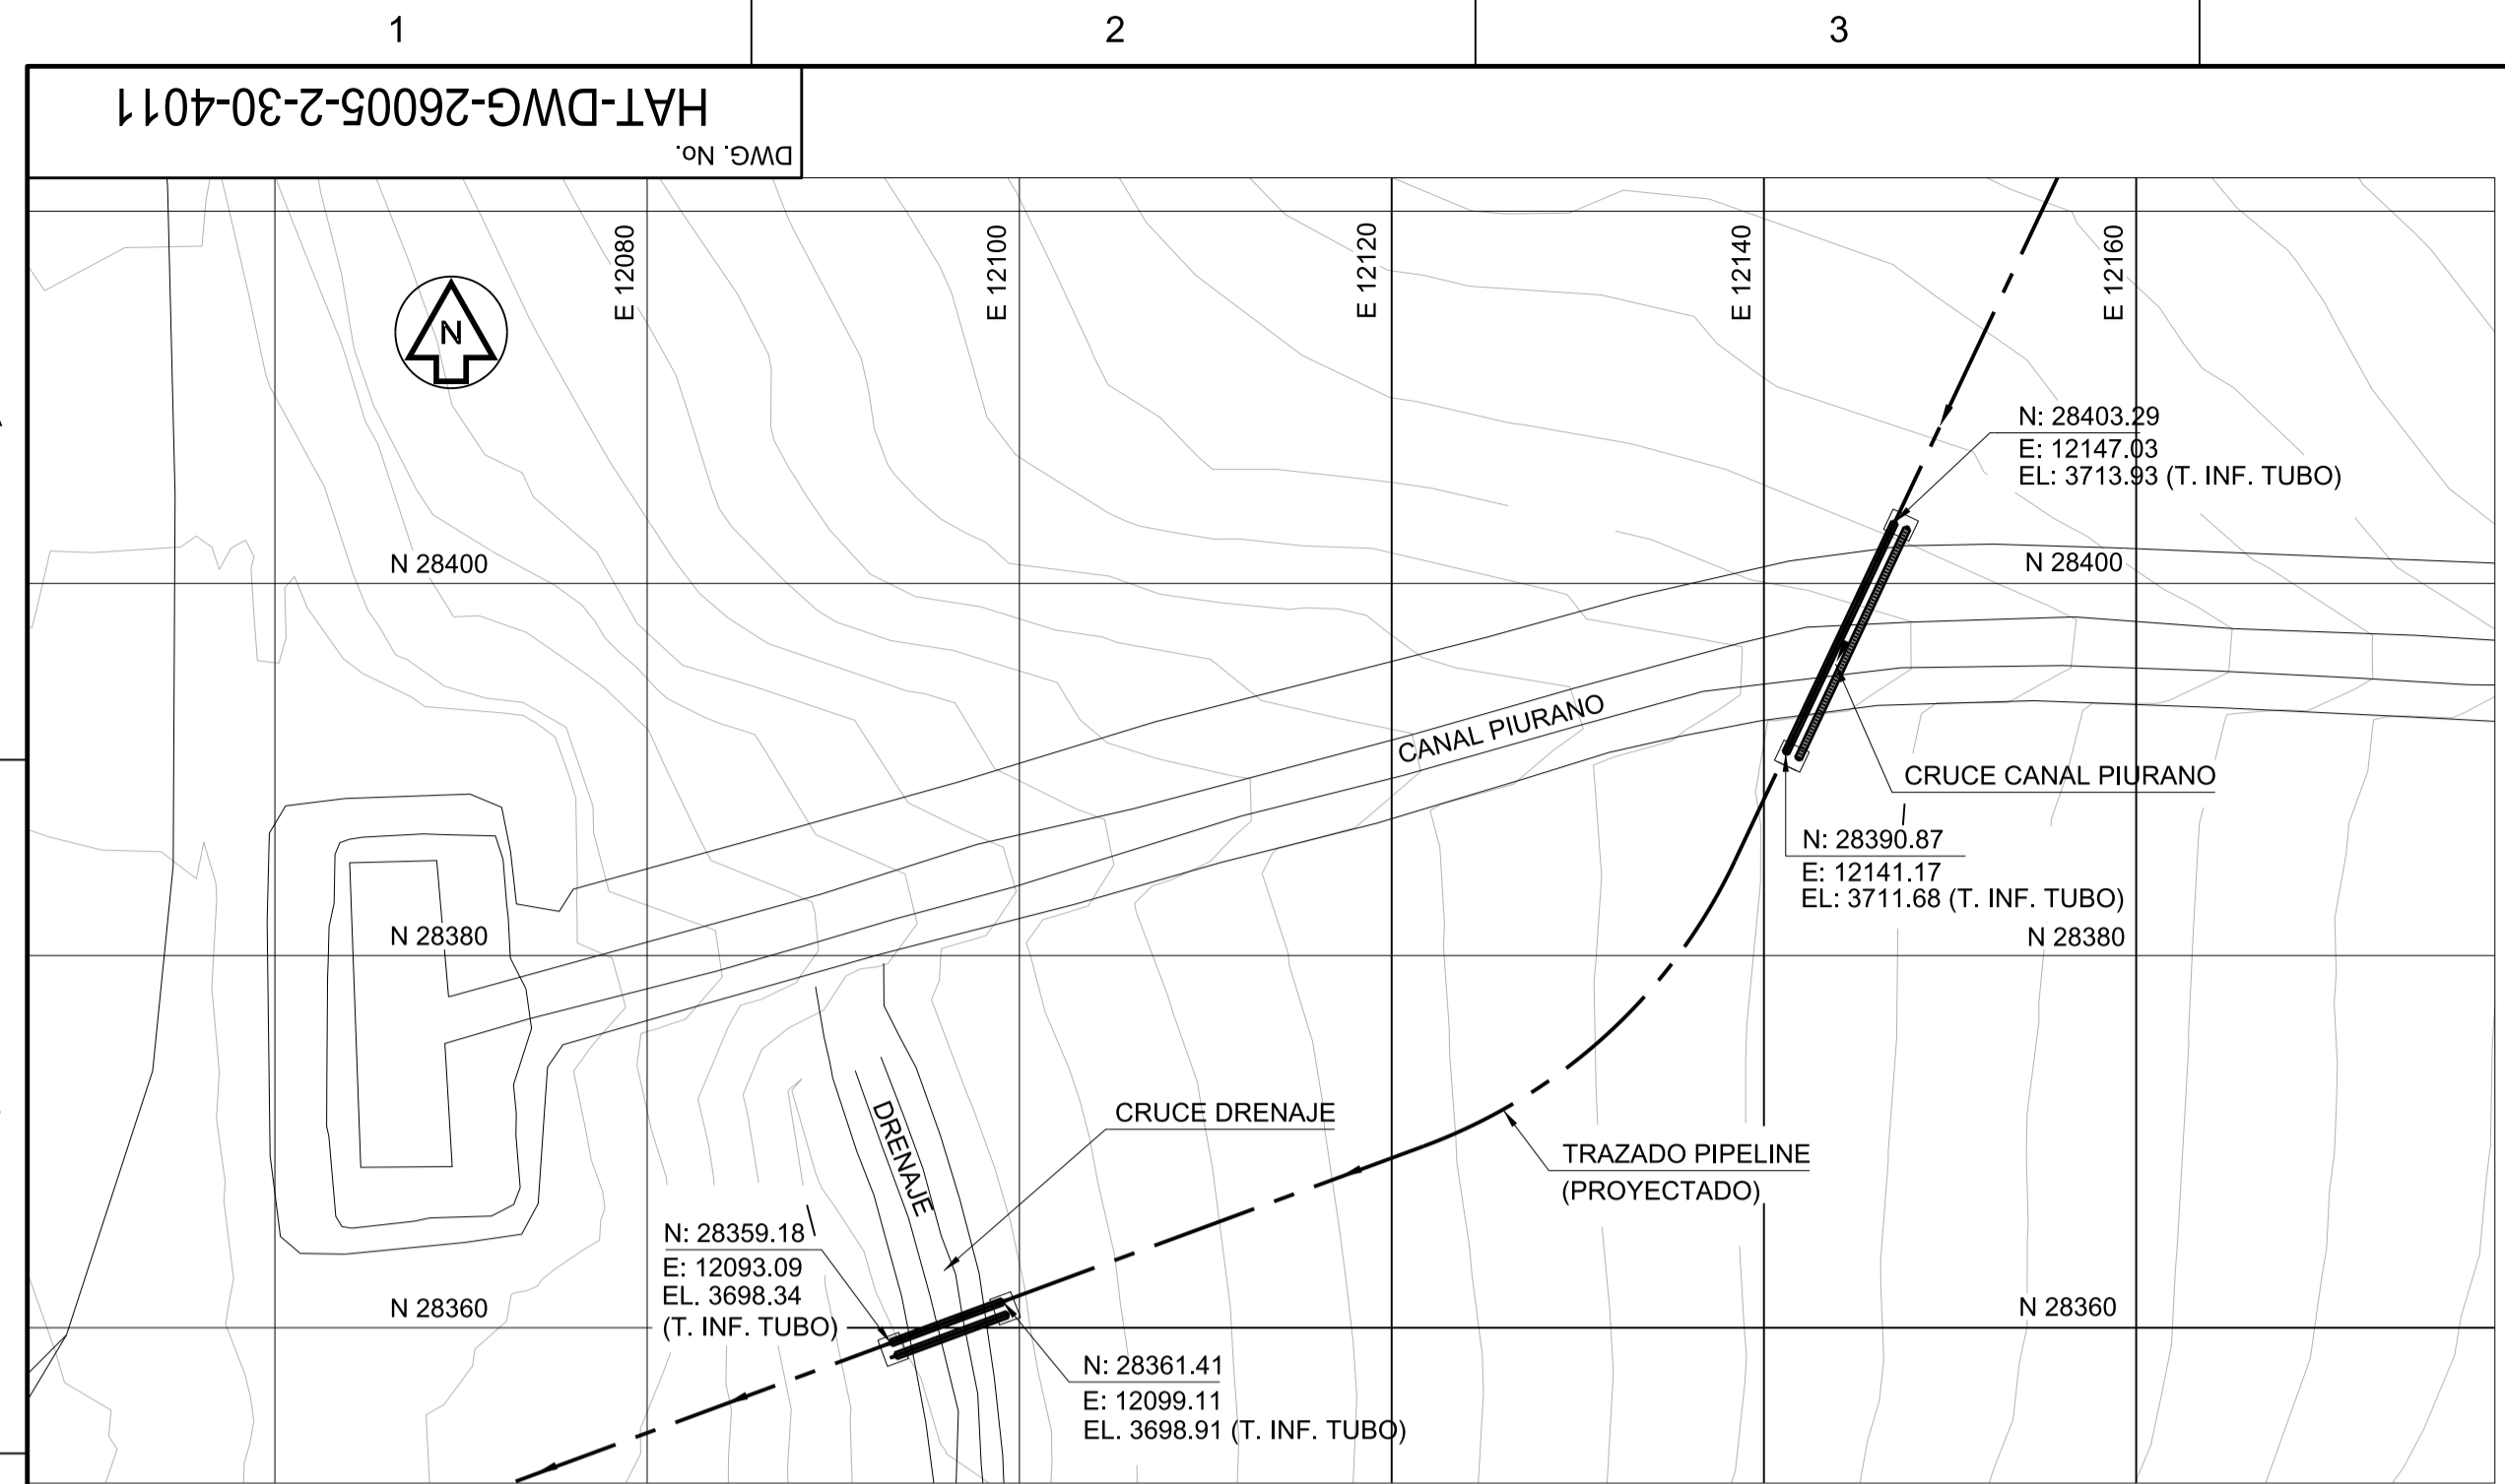 1
2
3
HAT-DWG-26005-2-30-4011
DWG. No.
E 12080
E 12100
E 12120
E 12140
E 12160
N
N: 28403.29
E: 12147.03
EL: 3713.93 (T. INF. TUBO)
N 28400
N 28400
CANAL PIURANO
CRUCE CANAL PIURANO
N: 28390.87
E: 12141.17
EL: 3711.68 (T. INF. TUBO)
N 28380
N 28380
DRENAJE
CRUCE DRENAJE
TRAZADO PIPELINE
(PROYECTADO)
N: 28359.18
E: 12093.09
EL. 3698.34
(T. INF. TUBO)
N 28360
N 28360
N: 28361.41
E: 12099.11
EL. 3698.91 (T. INF. TUBO)